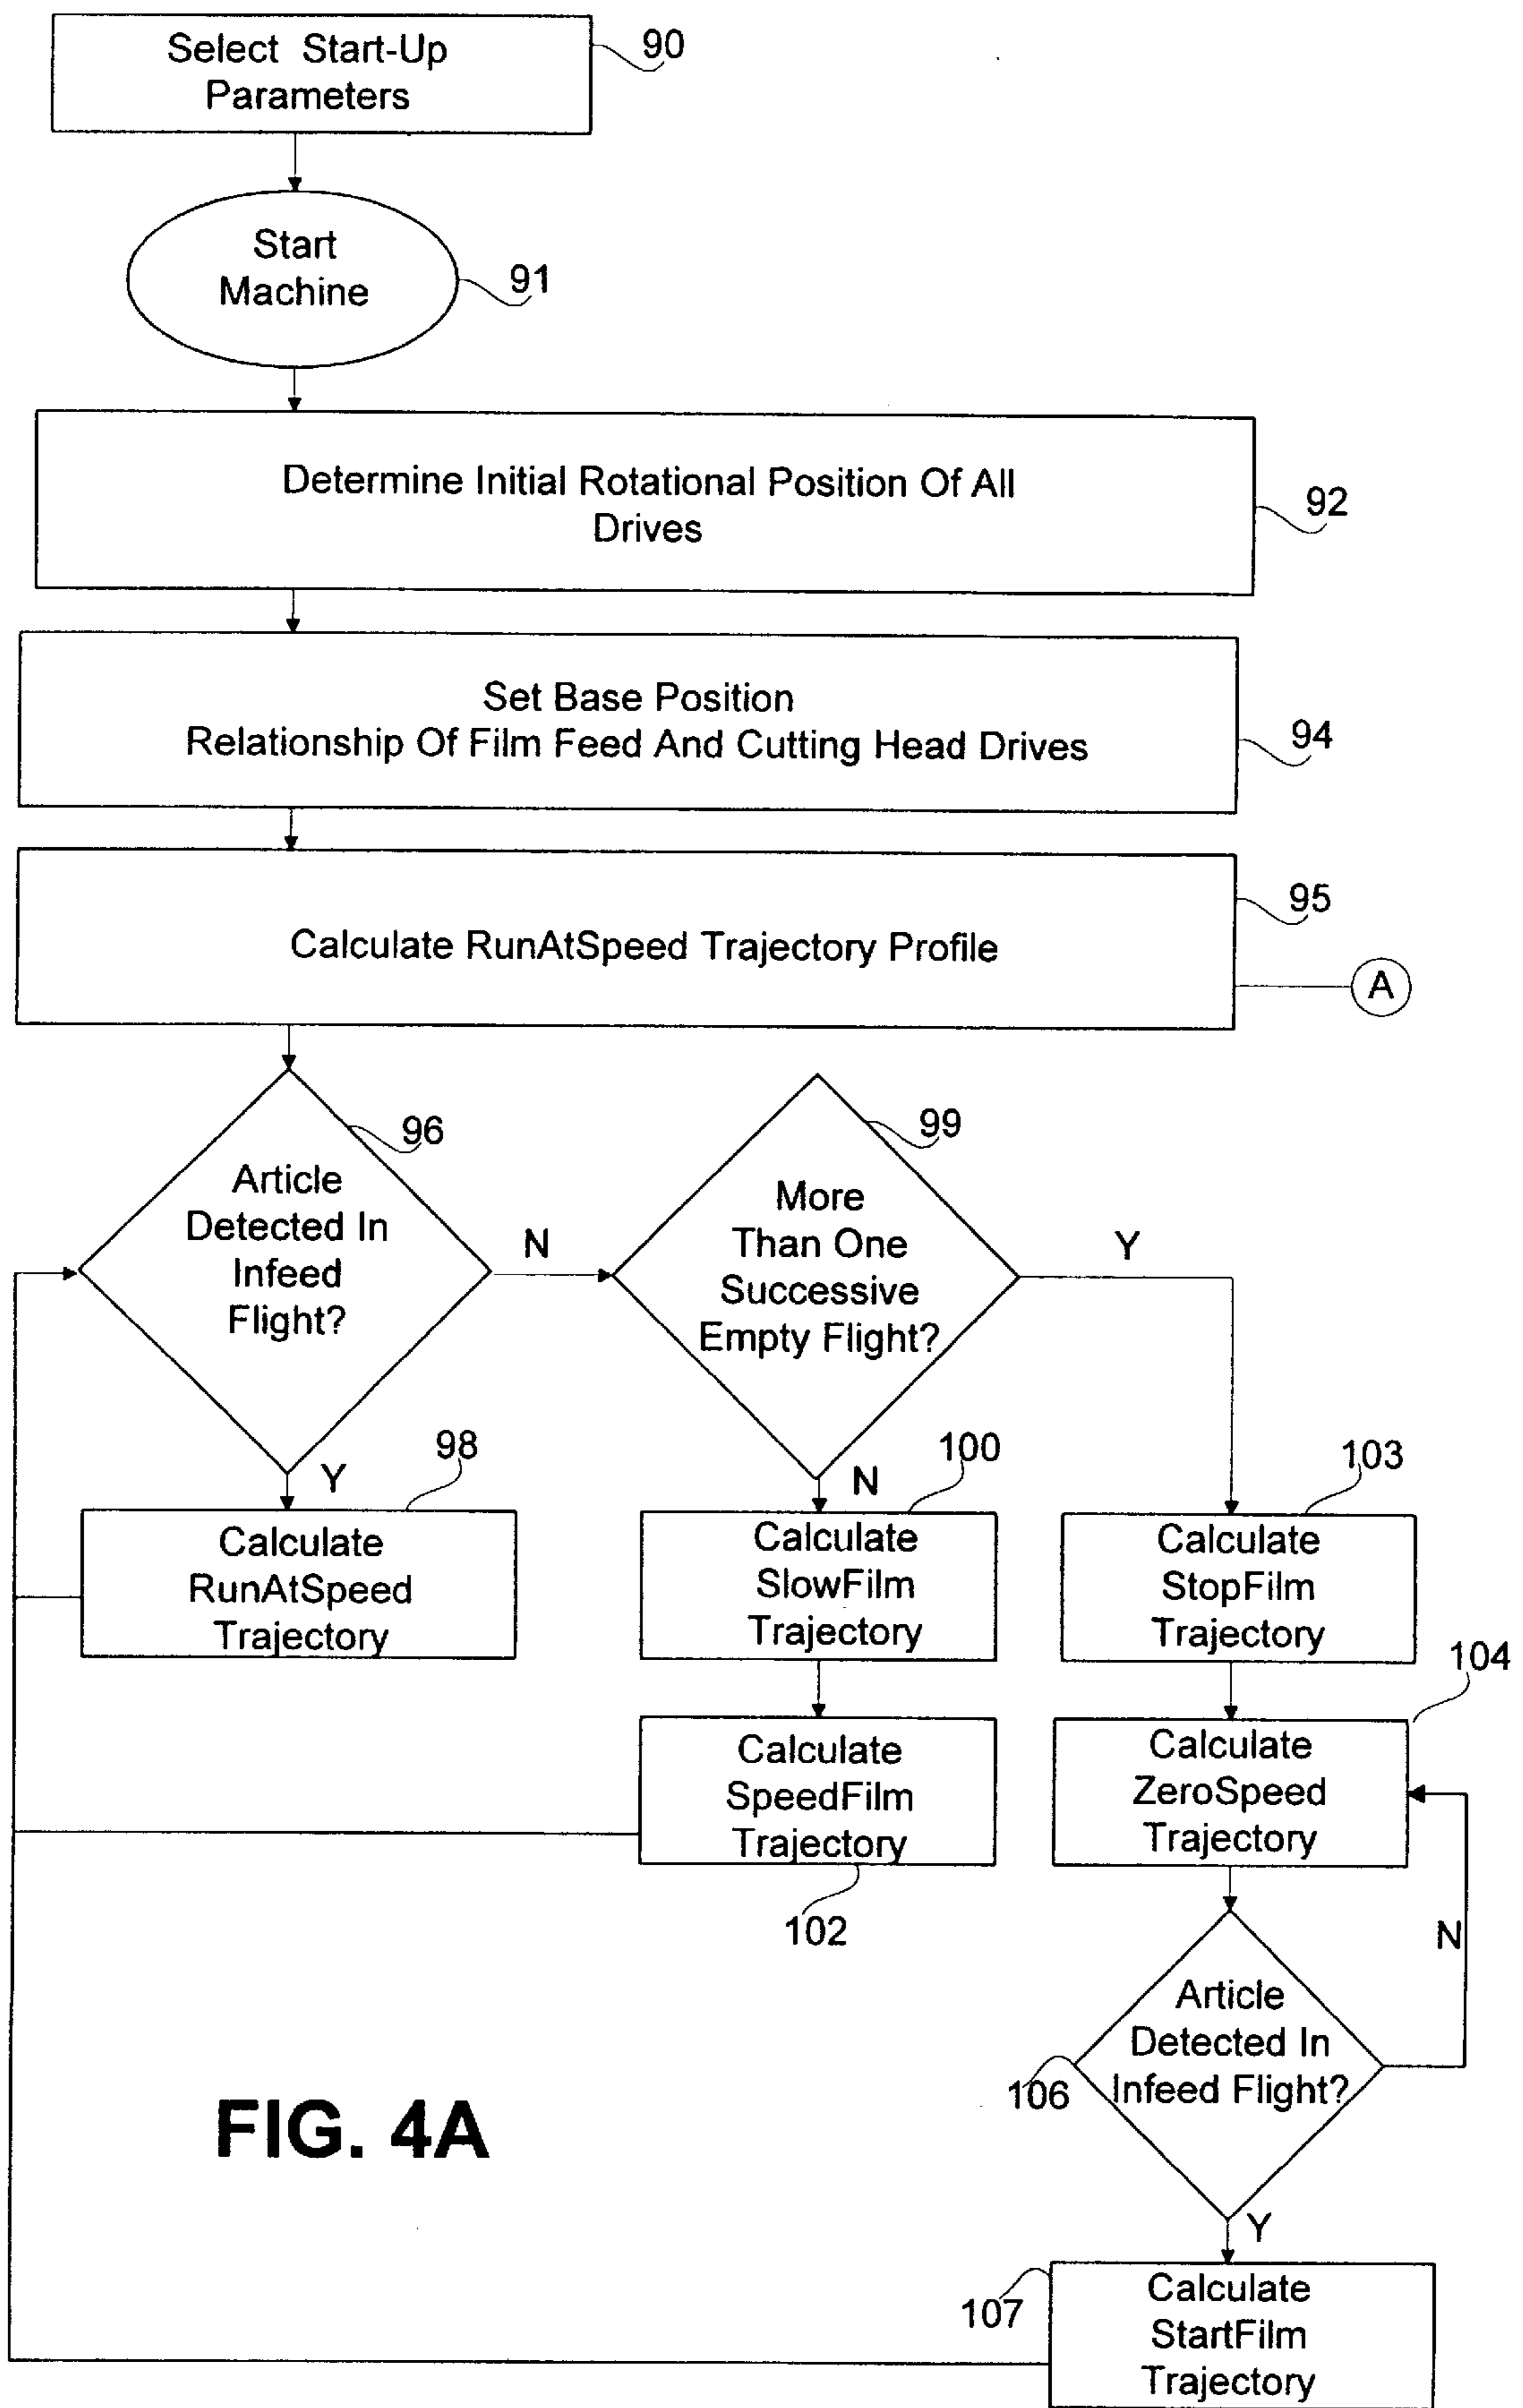 Select Start-Up
Parameters
90
Start
Machine
91
Determine Initial Rotational Position Of All
Drives
92
Set Base Position
Relationship Of Film Feed And Cutting Head Drives
94
Calculate RunAtSpeed Trajectory Profile
95
A
96
Article
Detected In
Infeed
Flight?
N
Y
99
More
Than One
Successive
Empty Flight?
Y
N
98
Calculate
RunAtSpeed
Trajectory
100
Calculate
SlowFilm
Trajectory
103
Calculate
StopFilm
Trajectory
Calculate
SpeedFilm
Trajectory
102
104
Calculate
ZeroSpeed
Trajectory
N
Article
Detected In
Infeed Flight?
106
Y
107
Calculate
StartFilm
Trajectory
FIG. 4A